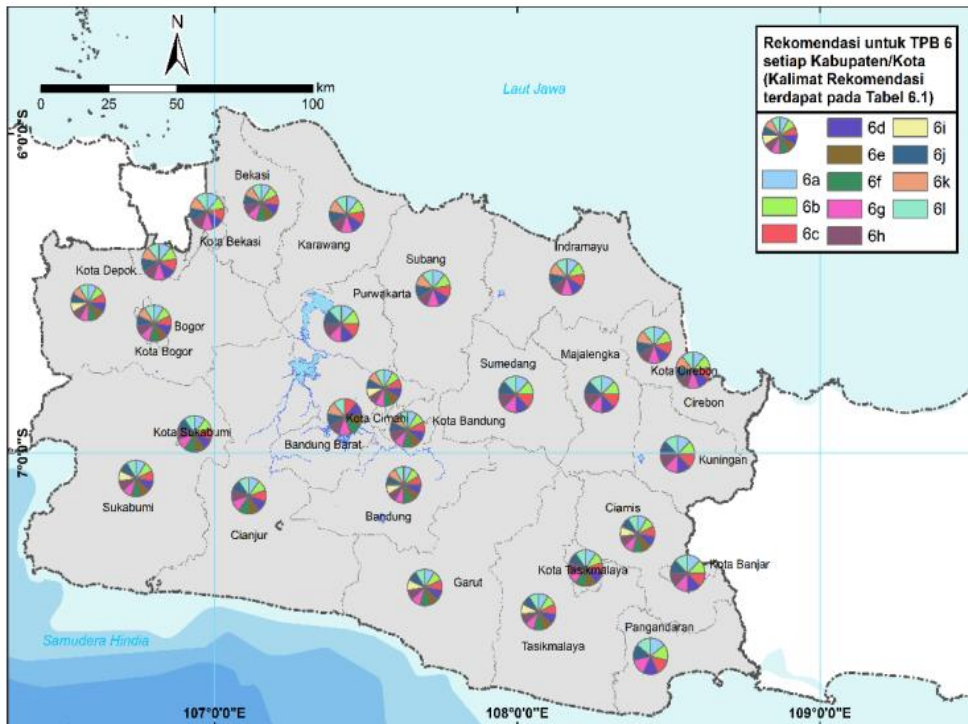 N
0 25 50 100 km
Laut Jawa
Rekomendasi untuk TPB 6
setiap Kabupaten/Kota
(Kalimat Rekomendasi
terdapat pada Tabel 6.1)
6d 6i
6e 6j
6a 6f 6k
6b 6g 6l
6c 6h
6°0'0"S
Bekasi
Kota Bekasi
Karawang
Kota Depok
Subang
Indramayu
Purwakarta
Bogor
Kota Bogor
Sumedang
Majalengka
Kota Cirebon
Cirebon
Kota Cimahi
Kota Bandung
Kota Sukabumi
Bandung Barat
7°0'0"S
Kuningan
Sukabumi
Cianjur
Bandung
Ciamis
Kota Banjar
Kota Tasikmalaya
Garut
Pangandaran
Tasikmalaya
Samudera Hindia
107°0'0"E 108°0'0"E 109°0'0"E